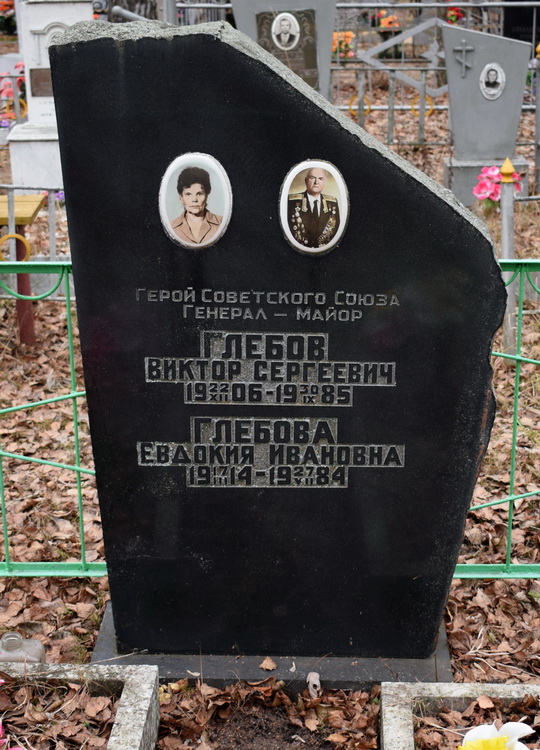 Герой Советского Союза
Генерал – майор
ГЛЕБОВ
ВИКТОР СЕРГЕЕВИЧ
19 22/XII 06 - 19 30/IX 85
ГЛЕБОВА
ЕВДОКИЯ ИВАНОВНА
19 17/III 14 - 19 27/VII 84